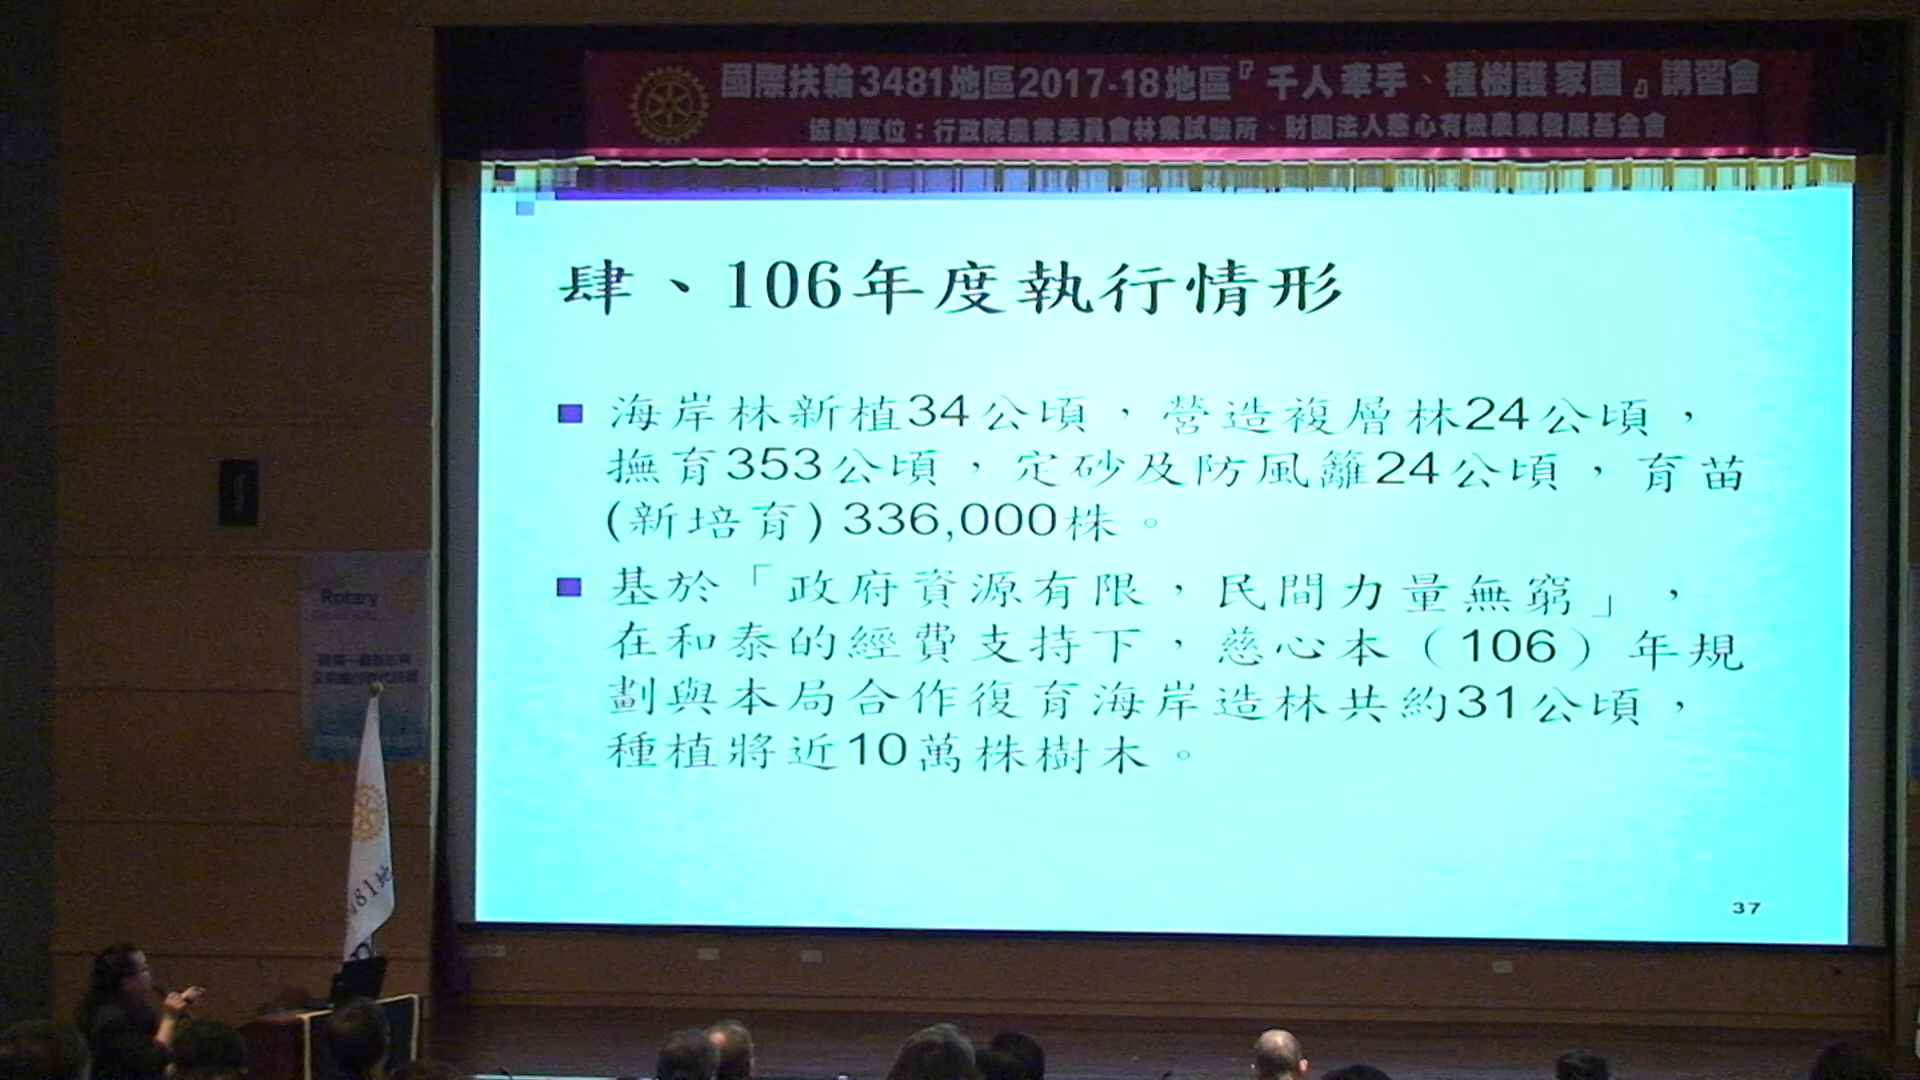 國際扶輪3481地區2017-18地區『千人牽手、種樹護家園』講習會
協辦單位：行政院農業委員會林業試驗所、財團法人慈心有機農業發展基金會
肆、106年度執行情形
海岸林新植34公頃，營造複層林24公頃，
撫育353公頃，定砂及防風籬24公頃，育苗
(新培育) 336,000株。
基於「政府資源有限，民間力量無窮」，
在和泰的經費支持下，慈心本（106）年規
劃與本局合作復育海岸造林共約31公頃，
種植將近10萬株樹木。
37
Rotary
81地